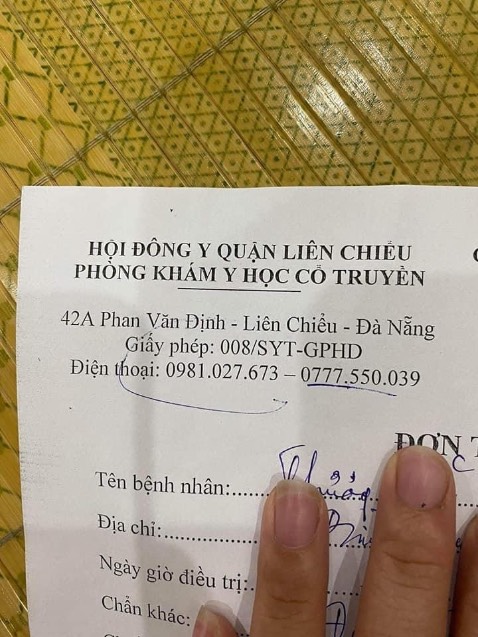 HỘI ĐÔNG Y QUẬN LIÊN CHIỂU
PHÒNG KHÁM Y HỌC CỔ TRUYỀN
42A Phan Văn Định - Liên Chiểu - Đà Nẵng
Giấy phép: 008/SYT-GPHD
Điện thoại: 0981.027.673 – 0777.550.039
ĐƠN
Tên bệnh nhân:
Địa chỉ:
Ngày giờ điều trị:
Chẩn khác: